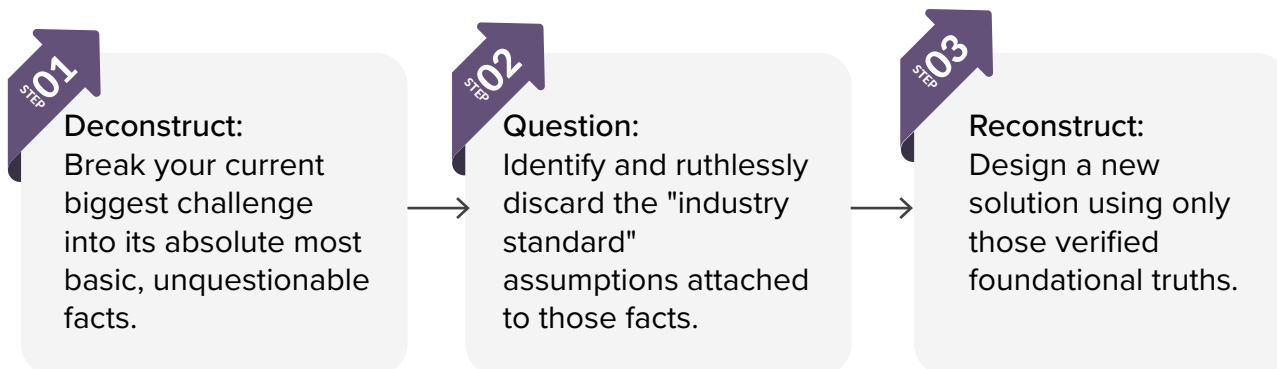 STEP 01
Deconstruct:
Break your current
biggest challenge
into its absolute most
basic, unquestionable
facts.
STEP 02
Question:
Identify and ruthlessly
discard the "industry
standard"
assumptions attached
to those facts.
STEP 03
Reconstruct:
Design a new
solution using only
those verified
foundational truths.